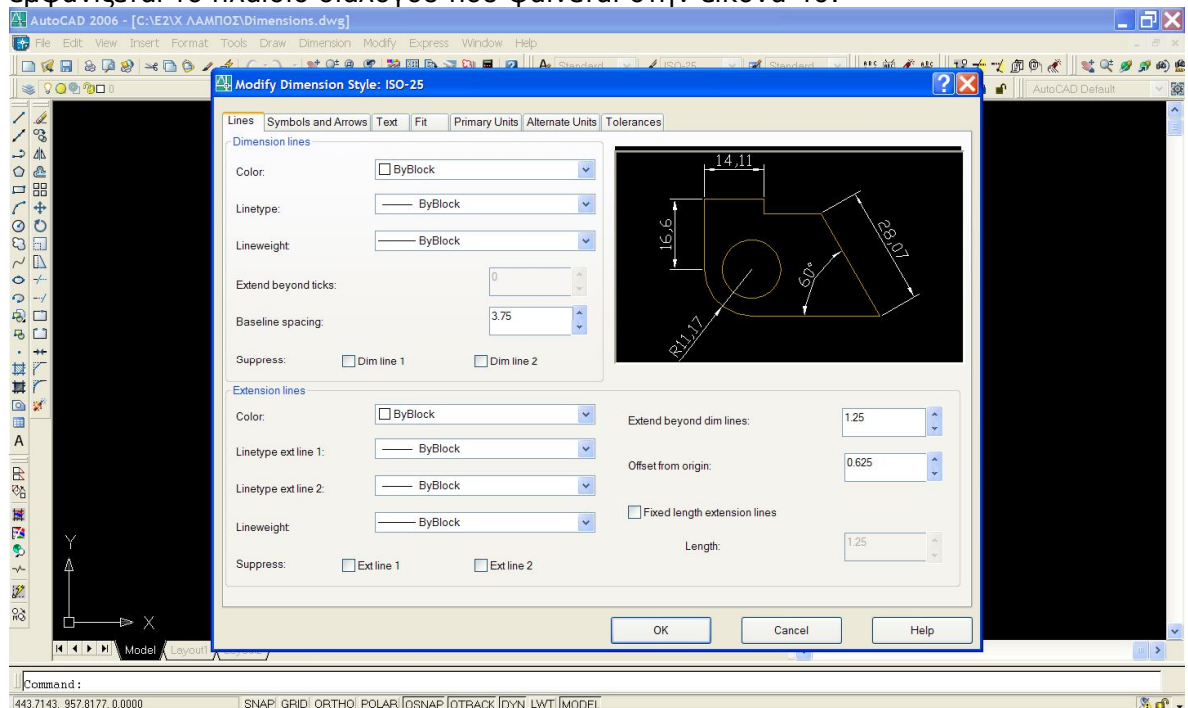 εμφανίζεται το πλαίσιο διαλόγου που φαίνεται στην εικόνα
AutoCAD 2006 - [C:\E2\X ΛΑΜΠΟΣ\Dimensions.dwg]
File Edit View Insert Format Tools Draw Dimension Modify Express Window Help
Standard ISO-25 Standard
0 AutoCAD Default
Modify Dimension Style: ISO-25
Lines Symbols and Arrows Text Fit Primary Units Alternate Units Tolerances
Dimension lines
Color: ByBlock
Linetype: ByBlock
Lineweight: ByBlock
Extend beyond ticks: 0
Baseline spacing: 3.75
Suppress: Dim line 1 Dim line 2
14,11
16,6
28,07
60°
R11,17
Extension lines
Color: ByBlock
Linetype ext line 1: ByBlock
Linetype ext line 2: ByBlock
Lineweight: ByBlock
Suppress: Ext line 1 Ext line 2
Extend beyond dim lines: 1.25
Offset from origin: 0.625
Fixed length extension lines
Length: 1.25
OK Cancel Help
A
Y
X
Model Layout1
Command:
443.7143, 957.8177, 0.0000 SNAP GRID ORTHO POLAR OSNAP OTRACK DYN LWT MODEL